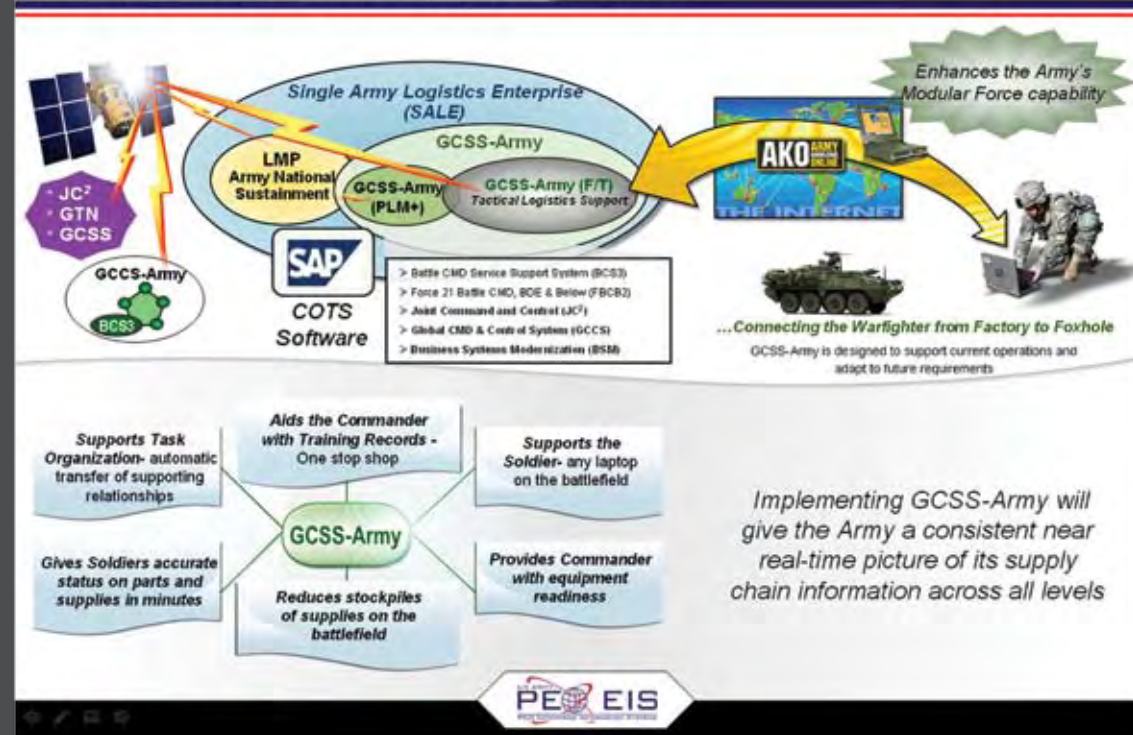 Enhances the Army's
Modular Force capability
Single Army Logistics Enterprise
(SALE)
GCSS-Army
LMP
Army National
Sustainment
GCSS-Army
(PLM+)
GCSS-Army (F/T)
Tactical Logistics Support
AKO ARMY
KNOWLEDGE
ONLINE
THE INTERNET
• JC²
• GTN
• GCSS
GCCS-Army
BCS3
SAP
COTS
Software
➢ Battle CMD Service Support System (BCS3)
➢ Force 21 Battle CMD, BDE & Below (FBCB2)
➢ Joint Command and Control (JC²)
➢ Global CMD & Control System (GCCS)
➢ Business Systems Modernization (BSM)
...Connecting the Warfighter from Factory to Foxhole
GCSS-Army is designed to support current operations and
adapt to future requirements
Supports Task
Organization- automatic
transfer of supporting
relationships
Aids the Commander
with Training Records -
One stop shop
Supports the
Soldier- any laptop
on the battlefield
GCSS-Army
Gives Soldiers accurate
status on parts and
supplies in minutes
Reduces stockpiles
of supplies on the
battlefield
Provides Commander
with equipment
readiness
Implementing GCSS-Army will
give the Army a consistent near
real-time picture of its supply
chain information across all levels
U.S. ARMY
PEO EIS